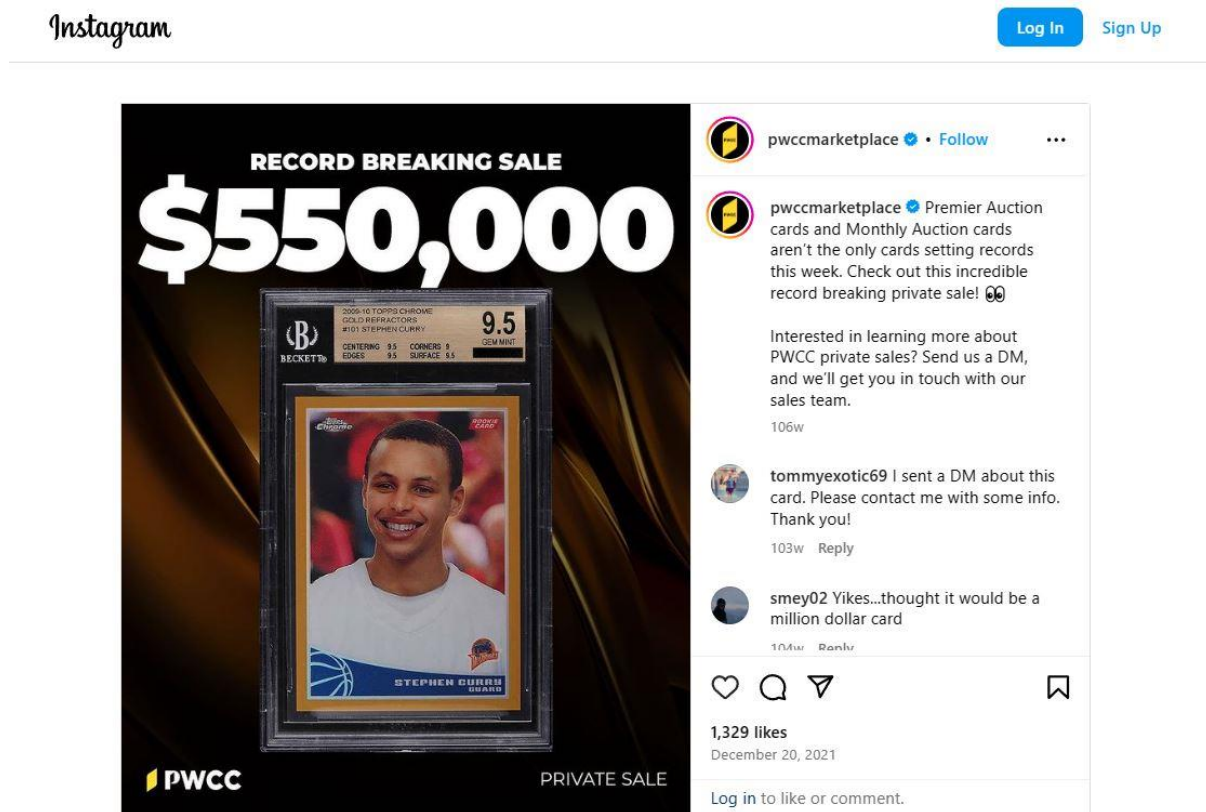 Instagram
Log In
Sign Up
RECORD BREAKING SALE
$550,000
B
BECKETT®
2009-10 TOPPS CHROME
GOLD REFRACTORS
#101 STEPHEN CURRY
CENTERING 9.5 CORNERS 9
EDGES 9.5 SURFACE 9.5
9.5
GEM MINT
Topps
Chrome
ROOKIE
CARD
STEPHEN CURRY
GUARD
PWCC
PRIVATE SALE
pwccmarketplace • Follow
pwccmarketplace Premier Auction
cards and Monthly Auction cards
aren't the only cards setting records
this week. Check out this incredible
record breaking private sale! 👀
Interested in learning more about
PWCC private sales? Send us a DM,
and we'll get you in touch with our
sales team.
106w
tommyexotic69 I sent a DM about this
card. Please contact me with some info.
Thank you!
103w Reply
smey02 Yikes...thought it would be a
million dollar card
104w Reply
1,329 likes
December 20, 2021
Log in to like or comment.